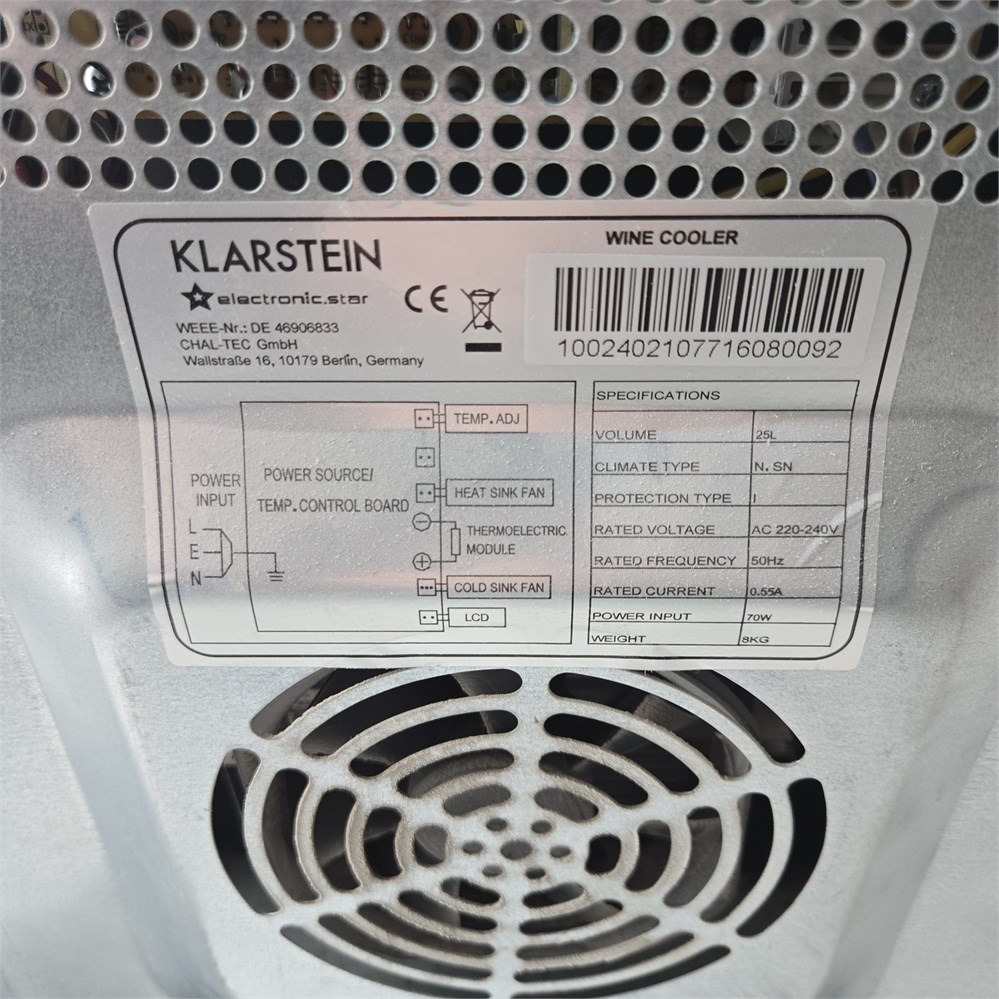 KLARSTEIN
electronic.star
CE
WEEE-Nr.: DE 46906833
CHAL-TEC GmbH
Wallstraße 16, 10179 Berlin, Germany
WINE COOLER
1002402107716080092
POWER
INPUT
L
E
N
POWER SOURCE/
TEMP. CONTROL BOARD
TEMP. ADJ
HEAT SINK FAN
THERMOELECTRIC
MODULE
COLD SINK FAN
LCD
SPECIFICATIONS
VOLUME 25L
CLIMATE TYPE N. SN
PROTECTION TYPE I
RATED VOLTAGE AC 220-240V
RATED FREQUENCY 50Hz
RATED CURRENT 0.55A
POWER INPUT 70W
WEIGHT 8KG